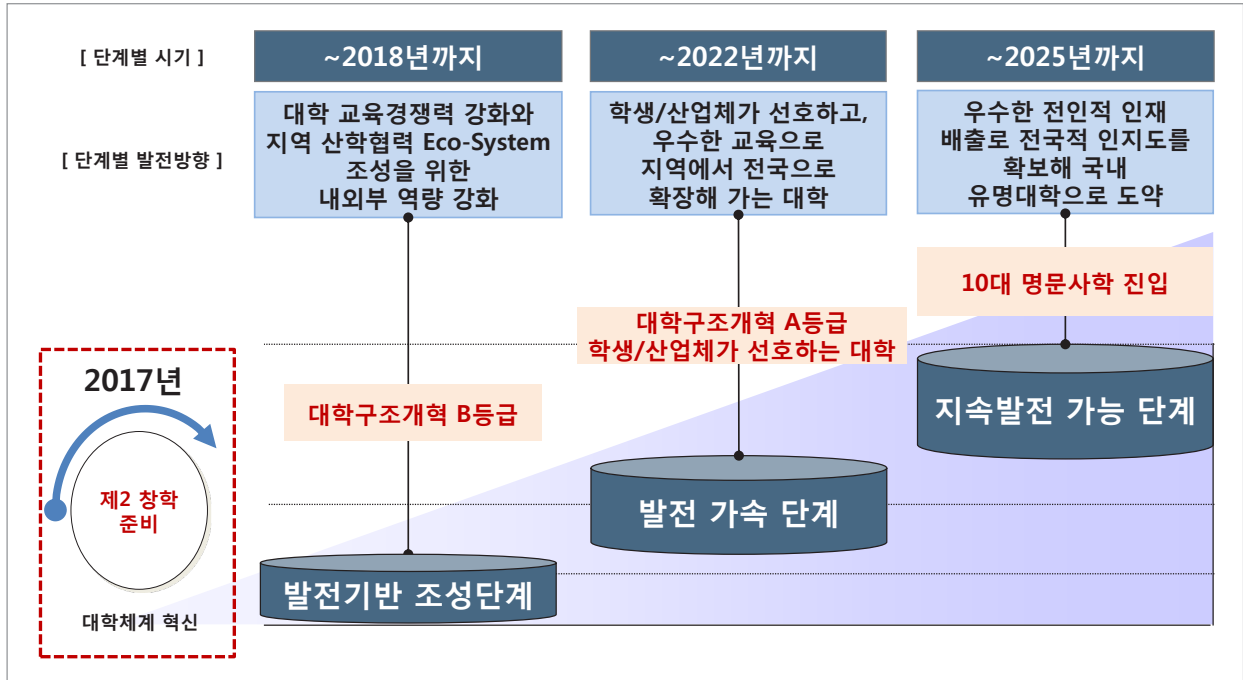 [ 단계별 시기 ]
~2018년까지
~2022년까지
~2025년까지
[ 단계별 발전방향 ]
대학 교육경쟁력 강화와
지역 산학협력 Eco-System
조성을 위한
내외부 역량 강화
학생/산업체가 선호하고,
우수한 교육으로
지역에서 전국으로
확장해 가는 대학
우수한 전인적 인재
배출로 전국적 인지도를
확보해 국내
유명대학으로 도약
10대 명문사학 진입
대학구조개혁 A등급
학생/산업체가 선호하는 대학
대학구조개혁 B등급
2017년
제2 창학
준비
대학체계 혁신
지속발전 가능 단계
발전 가속 단계
발전기반 조성단계